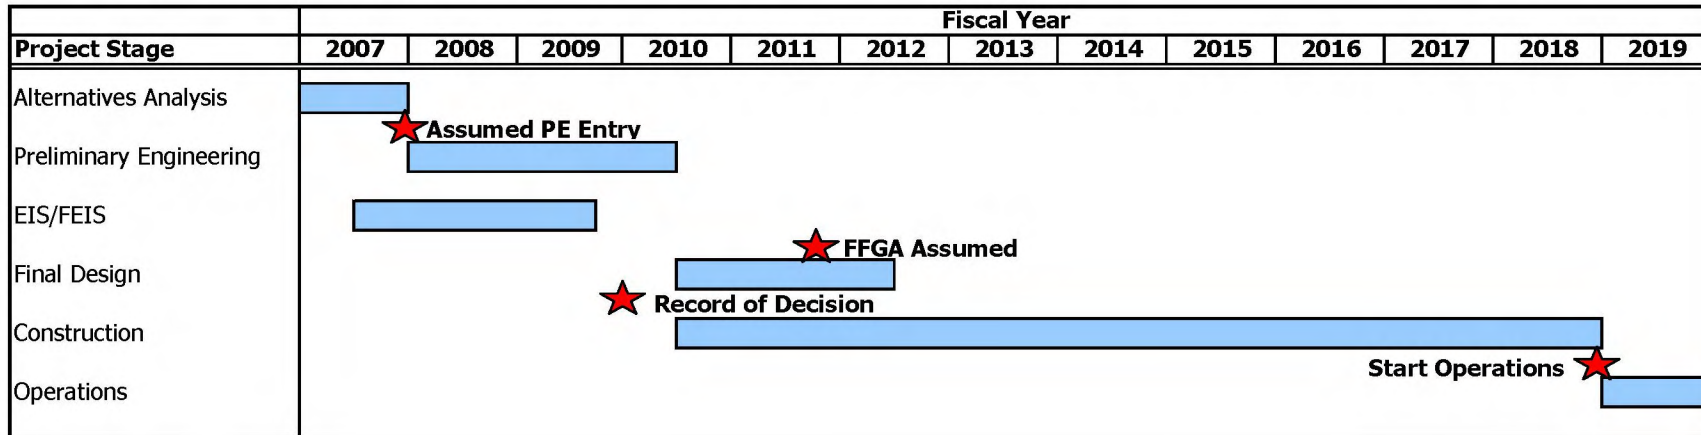 Fiscal Year
Project Stage 2007 2008 2009 2010 2011 2012 2013 2014 2015 2016 2017 2018 2019
Alternatives Analysis
Assumed PE Entry
Preliminary Engineering
EIS/FEIS
FFGA Assumed
Final Design
Record of Decision
Construction
Start Operations
Operations